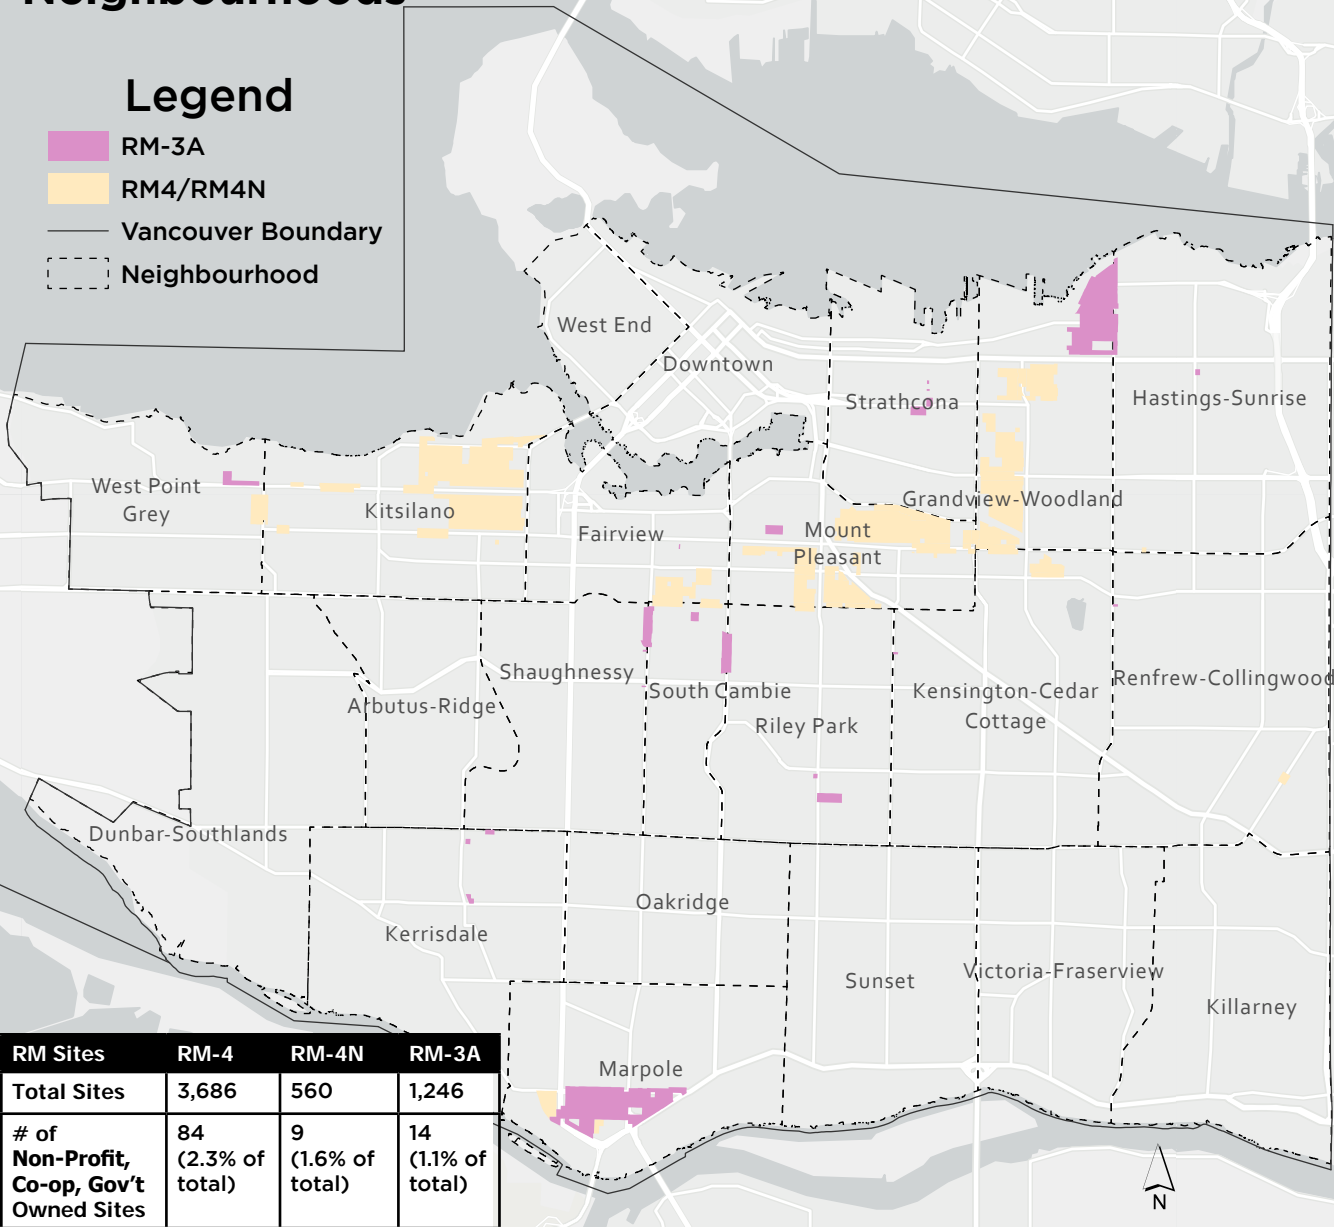 Neighbourhoods
Legend
RM-3A
RM4/RM4N
Vancouver Boundary
Neighbourhood
West End
Downtown
Strathcona
Hastings-Sunrise
West Point
Grey
Kitsilano
Grandview-Woodland
Fairview
Mount
Pleasant
Shaughnessy
South Cambie
Arbutus-Ridge
Riley Park
Kensington-Cedar
Cottage
Renfrew-Collingwood
Dunbar-Southlands
Oakridge
Kerrisdale
Sunset
Victoria-Fraserview
Killarney
Marpole
N
RM Sites RM-4 RM-4N RM-3A
Total Sites 3,686 560 1,246
# of
Non-Profit,
Co-op, Gov't
Owned Sites
84
(2.3% of
total)
9
(1.6% of
total)
14
(1.1% of
total)